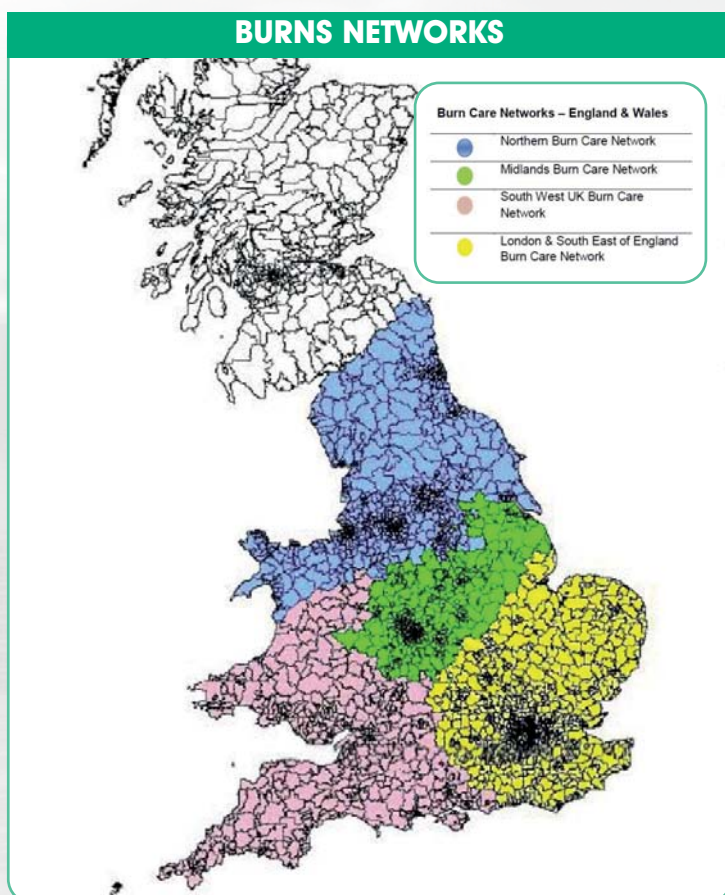 BURNS NETWORKS
Burn Care Networks – England & Wales
Northern Burn Care Network
Midlands Burn Care Network
South West UK Burn Care
Network
London & South East of England
Burn Care Network